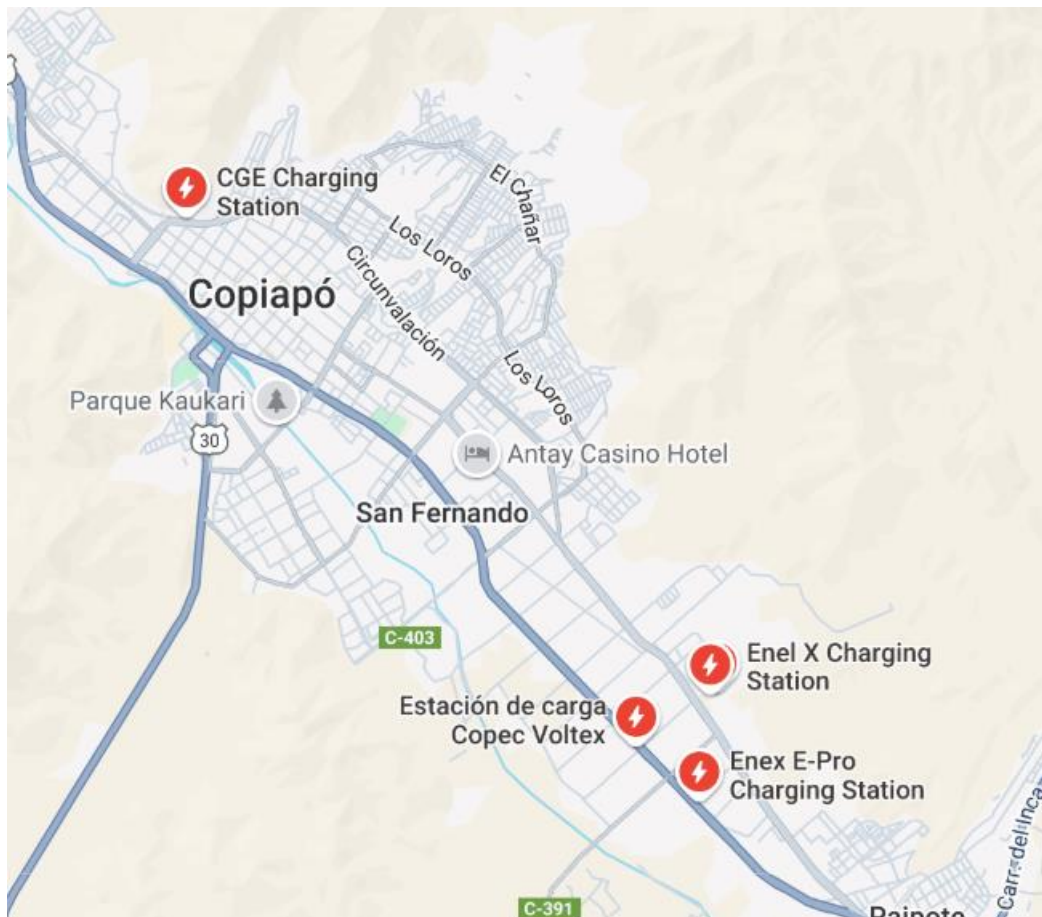 CGE Charging
Station
El Chañar
Los Loros
Circunvalación
Copiapó
Los Loros
Parque Kaukari
30
Antay Casino Hotel
San Fernando
C-403
Enel X Charging
Station
Estación de carga
Copec Voltex
Enex E-Pro
Charging Station
Carr. del Inca
C-391
Paipote